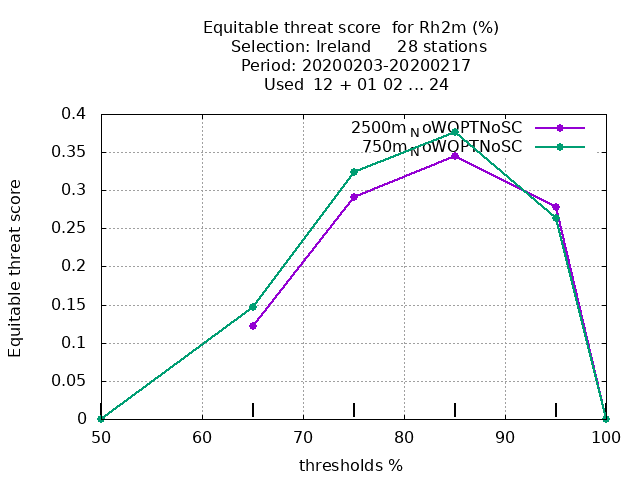 Equitable threat score  for Rh2m (%)
Selection: Ireland     28 stations
Period: 20200203-20200217
Used  12 + 01 02 ... 24
2500m NoWOPTNoSC
750m NoWOPTNoSC
Equitable threat score
0.4
0.35
0.3
0.25
0.2
0.15
0.1
0.05
0
50 60 70 80 90 100
thresholds %